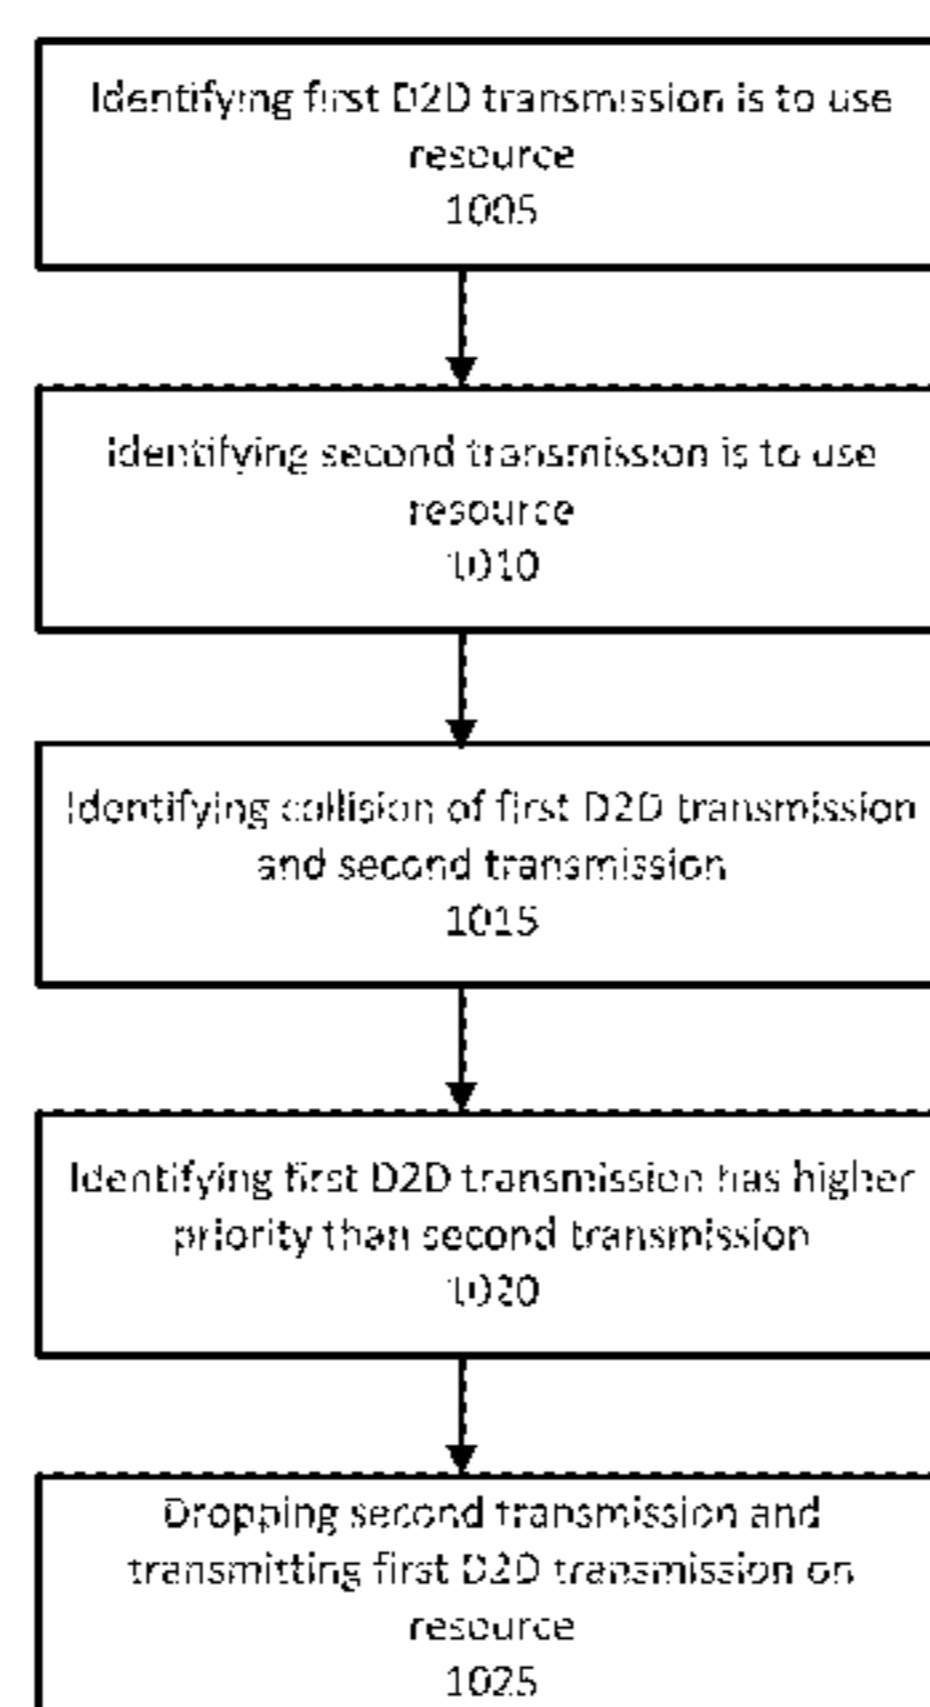 Identifying first D2D transmission is to use
resource
1005
Identifying second transmission is to use
resource
1010
Identifying collision of first D2D transmission
and second transmission
1015
Identifying first D2D transmission has higher
priority than second transmission
1020
Dropping second transmission and
transmitting first D2D transmission on
resource
1025